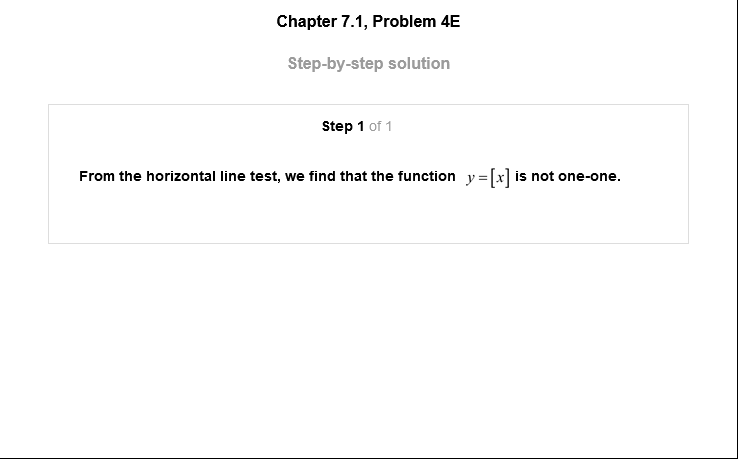 Chapter 7.1, Problem 4E
Step-by-step solution
Step 1 of 1
From the horizontal line test, we find that the function y=[x] is not one-one.